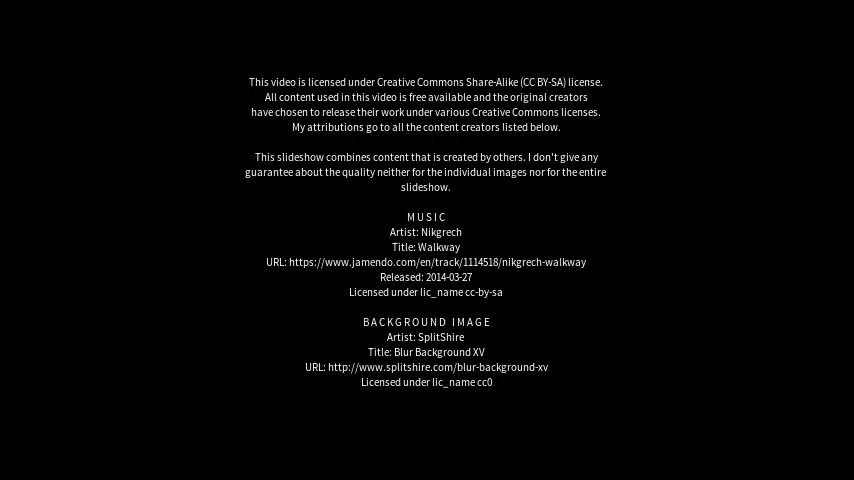 This video is licensed under Creative Commons Share-Alike (CC BY-SA) license.
All content used in this video is free available and the original creators
have chosen to release their work under various Creative Commons licenses.
My attributions go to all the content creators listed below.
This slideshow combines content that is created by others. I don't give any
guarantee about the quality neither for the individual images nor for the entire
slideshow.
MUSIC
Artist: Nikgrech
Title: Walkway
URL: https://www.jamendo.com/en/track/1114518/nikgrech-walkway
Released: 2014-03-27
Licensed under lic_name cc-by-sa
BACKGROUND IMAGE
Artist: SplitShire
Title: Blur Background XV
URL: http://www.splitshire.com/blur-background-xv
Licensed under lic_name cc0